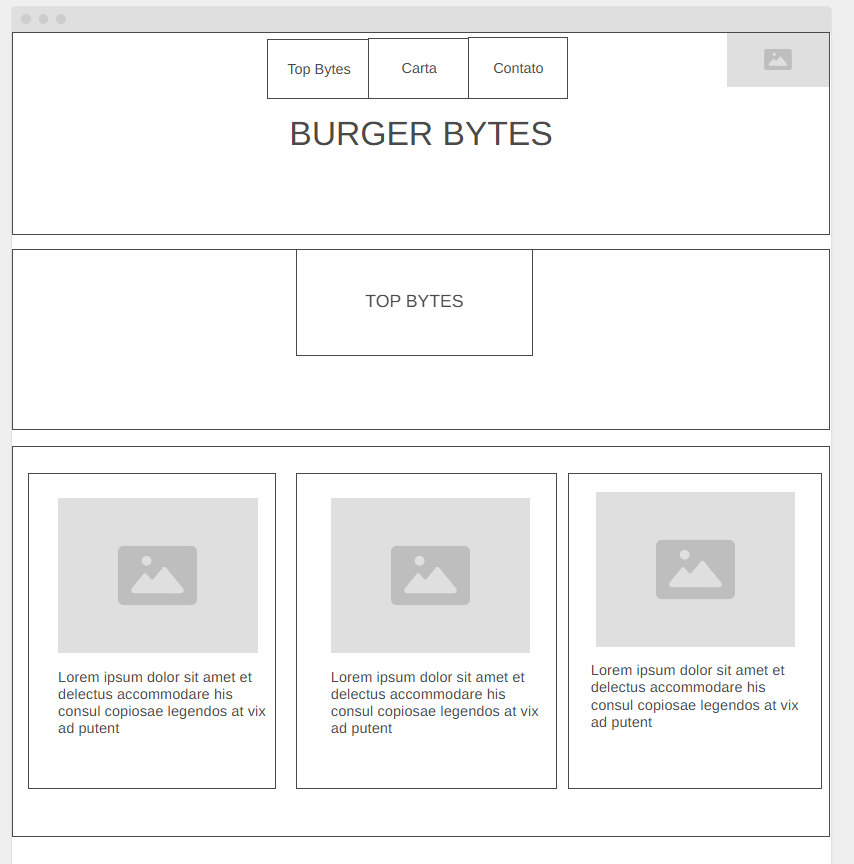 Top Bytes
Carta
Contato
BURGER BYTES
TOP BYTES
Lorem ipsum dolor sit amet et
delectus accommodare his
consul copiosae legendos at vix
ad putent
Lorem ipsum dolor sit amet et
delectus accommodare his
consul copiosae legendos at vix
ad putent
Lorem ipsum dolor sit amet et
delectus accommodare his
consul copiosae legendos at vix
ad putent